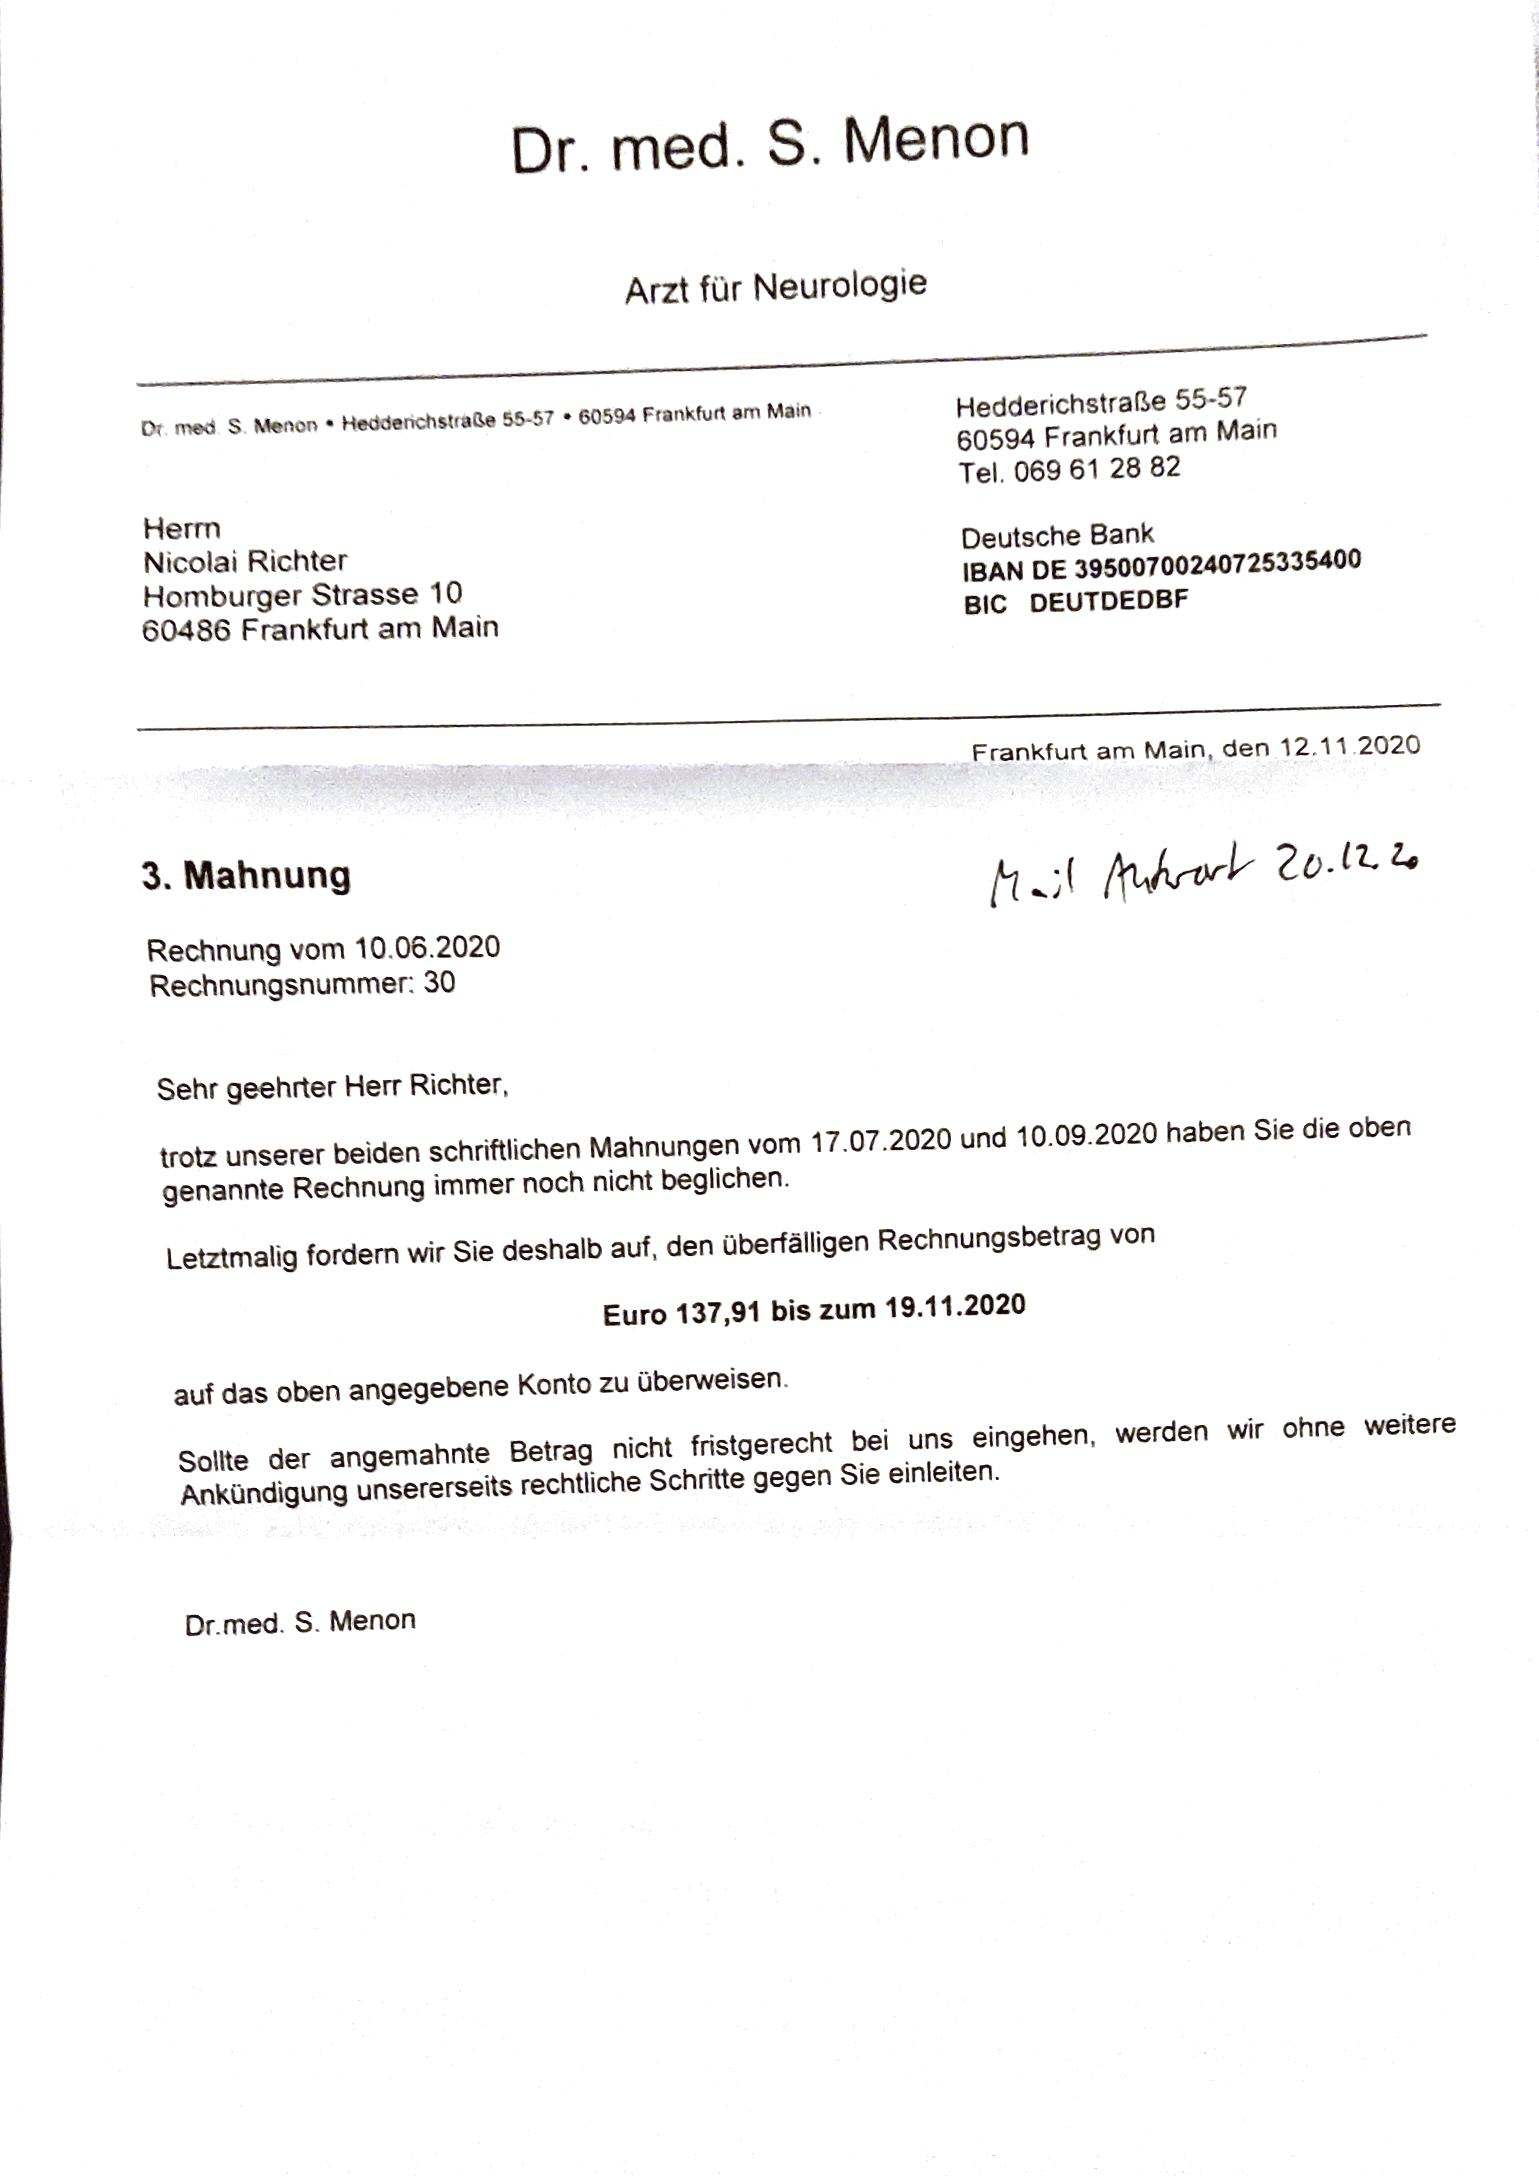 Dr. med. S. Menon
Arzt für Neurologie
Dr. med. S. Menon • Hedderichstraße 55-57 • 60594 Frankfurt am Main
Hedderichstraße 55-57
60594 Frankfurt am Main
Tel. 069 61 28 82
Herrn
Nicolai Richter
Homburger Strasse 10
60486 Frankfurt am Main
Deutsche Bank
IBAN DE 39500700240725335400
BIC DEUTDEDBF
Frankfurt am Main, den 12.11.2020
3. Mahnung
Mail Antwort 20.12.20
Rechnung vom 10.06.2020
Rechnungsnummer: 30
Sehr geehrter Herr Richter,
trotz unserer beiden schriftlichen Mahnungen vom 17.07.2020 und 10.09.2020 haben Sie die oben
genannte Rechnung immer noch nicht beglichen.
Letztmalig fordern wir Sie deshalb auf, den überfälligen Rechnungsbetrag von
Euro 137,91 bis zum 19.11.2020
auf das oben angegebene Konto zu überweisen.
Sollte der angemahnte Betrag nicht fristgerecht bei uns eingehen, werden wir ohne weitere
Ankündigung unsererseits rechtliche Schritte gegen Sie einleiten.
Dr.med. S. Menon